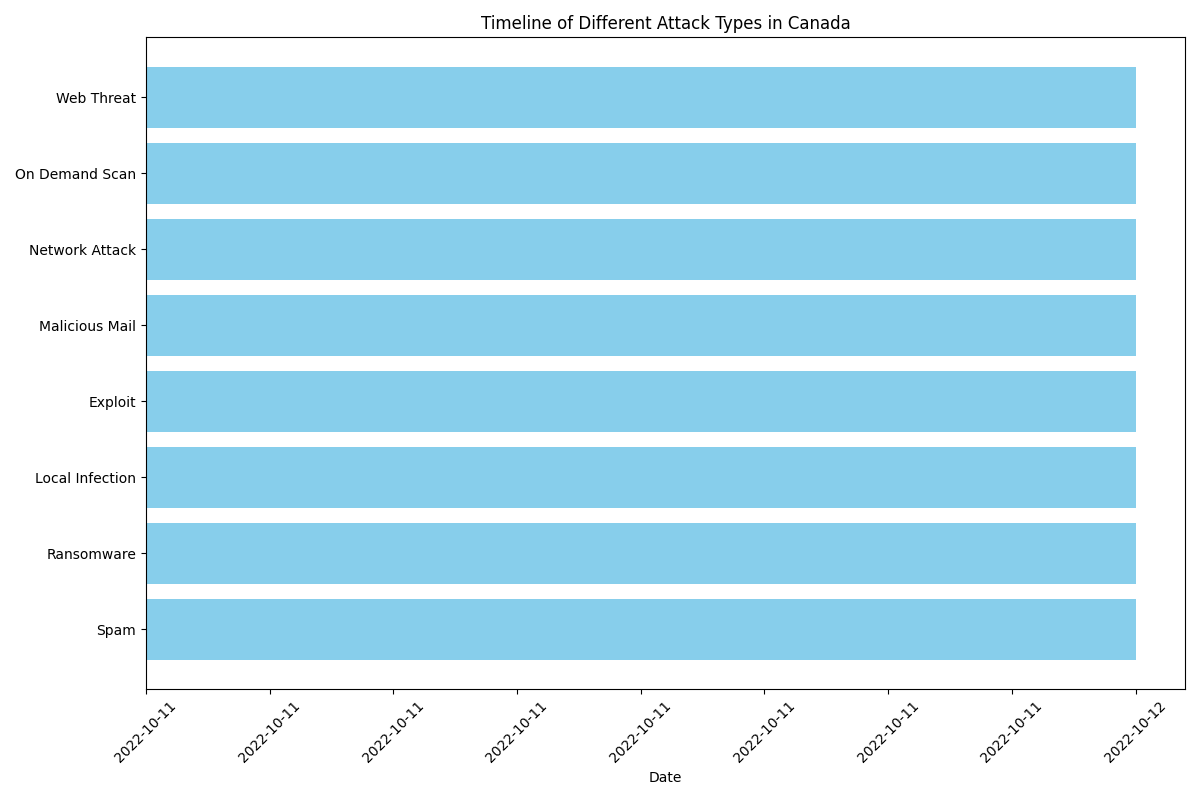 Timeline of Different Attack Types in Canada
Web Threat
On Demand Scan
Network Attack
Malicious Mail
Exploit
Local Infection
Ransomware
Spam
2022-10-11
2022-10-11
2022-10-11
2022-10-11
2022-10-11
2022-10-11
2022-10-11
2022-10-11
2022-10-12
Date